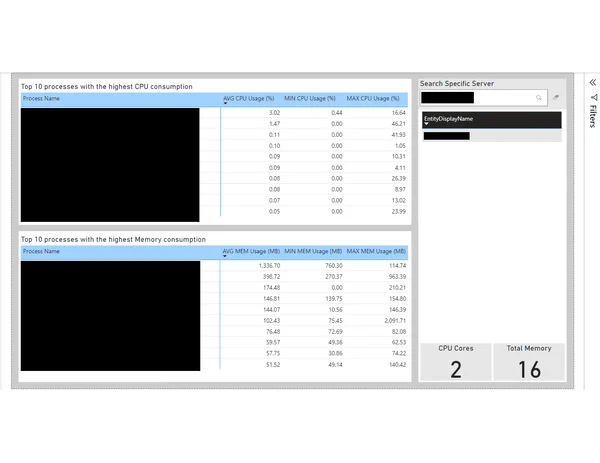 Top 10 processes with the highest CPU consumption
Process Name AVG CPU Usage (%) MIN CPU Usage (%) MAX CPU Usage (%)
3.02 0.44 16.64
1.47 0.00 46.21
0.11 0.00 41.93
0.10 0.00 1.05
0.09 0.00 10.31
0.09 0.00 4.11
0.08 0.00 26.39
0.08 0.00 8.97
0.07 0.00 13.02
0.05 0.00 23.99
Top 10 processes with the highest Memory consumption
Process Name AVG MEM Usage (MB) MIN MEM Usage (MB) MAX MEM Usage (MB)
1,336.70 760.30 114.74
398.72 270.37 963.39
174.48 0.00 210.21
146.81 139.75 154.80
144.07 10.56 146.39
102.43 75.45 2,091.71
76.48 72.69 82.08
59.57 49.36 62.53
57.75 30.86 74.22
51.52 49.14 140.42
Search Specific Server
EntityDisplayName
CPU Cores
2
Total Memory
16
Filters